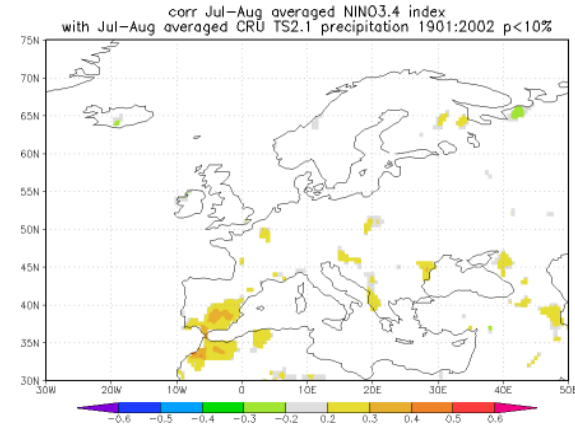 corr Jul-Aug averaged NINO3.4 index
with Jul-Aug averaged CRU TS2.1 precipitation 1901:2002 p<10%
75N
70N
65N
60N
55N
50N
45N
40N
35N
30N
30W 20W 10W 0 10E 20E 30E 40E 50E
-0.6 -0.5 -0.4 -0.3 -0.2 0.2 0.3 0.4 0.5 0.6